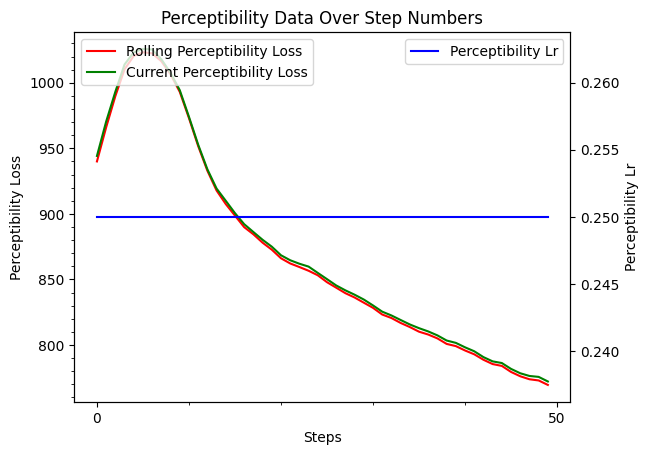 Perceptibility Data Over Step Numbers
Rolling Perceptibility Loss
Current Perceptibility Loss
Perceptibility Lr
1000
950
900
850
800
Perceptibility Loss
0.260
0.255
0.250
0.245
0.240
Perceptibility Lr
0
50
Steps